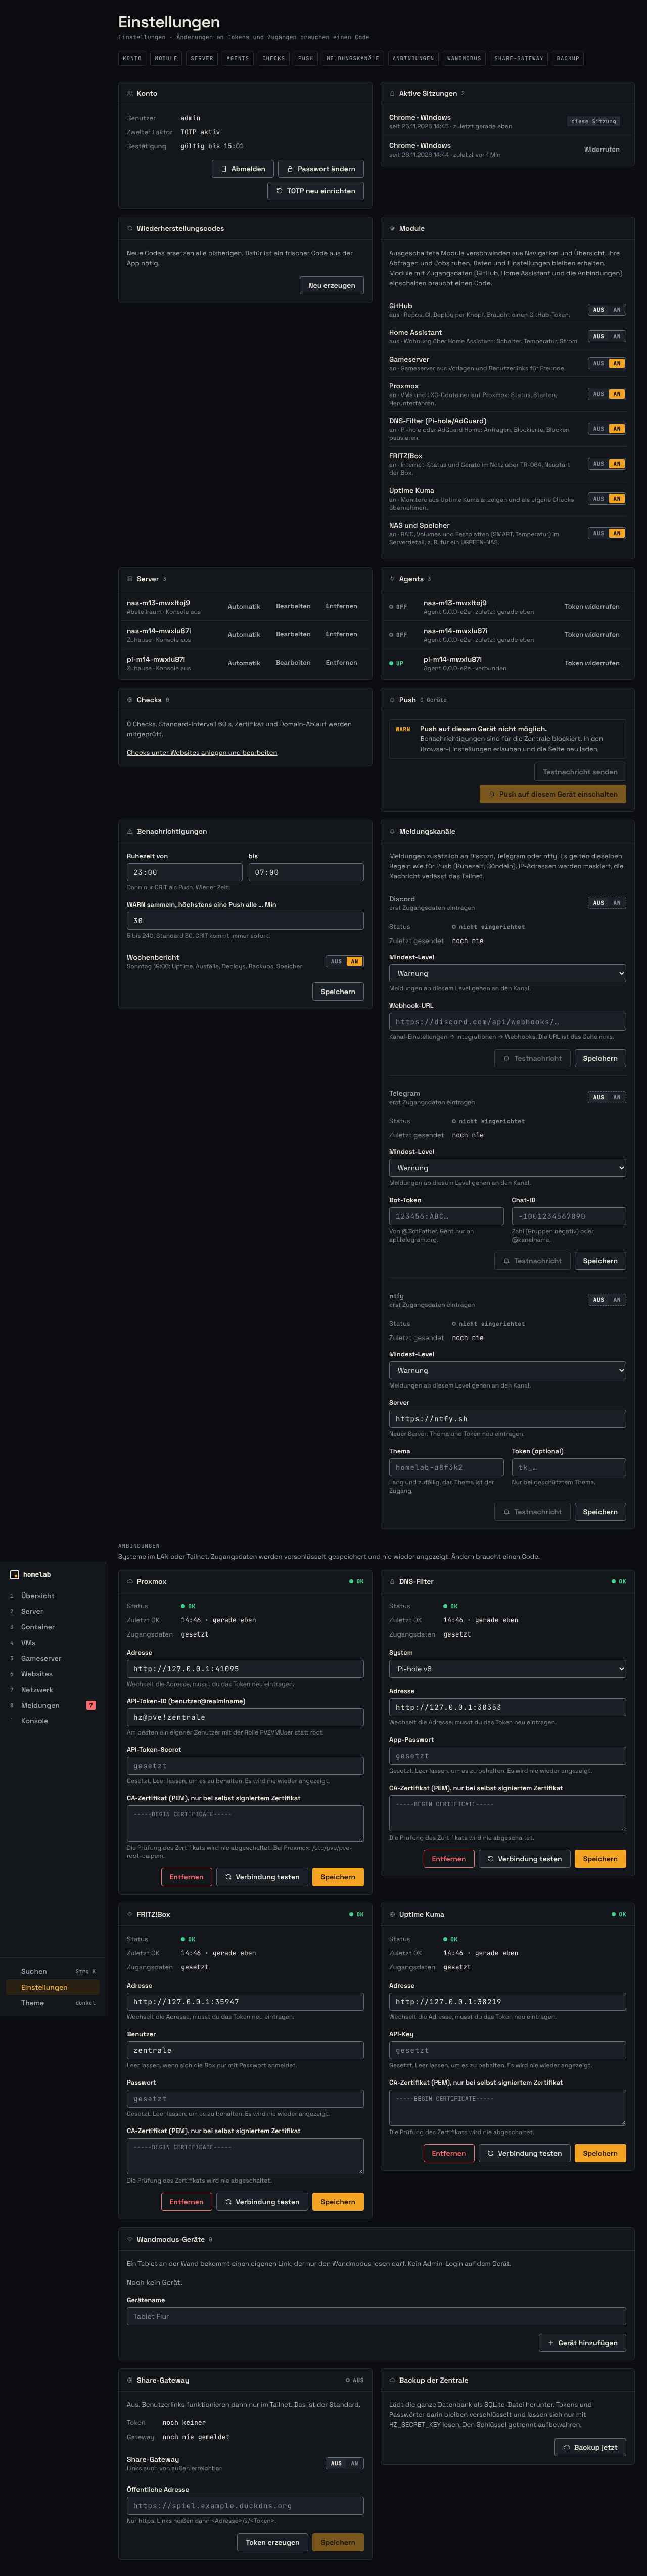 Einstellungen
Einstellungen · Änderungen an Tokens und Zugängen brauchen einen Code
KONTO
MODULE
SERVER
AGENTS
CHECKS
PUSH
MELDUNGSKANÄLE
ANBINDUNGEN
WANDMODUS
SHARE-GATEWAY
BACKUP
Konto
Benutzer admin
Zweiter Faktor TOTP aktiv
Bestätigung gültig bis 15:01
Abmelden
Passwort ändern
TOTP neu einrichten
Aktive Sitzungen 2
Chrome · Windows
seit 26.11.2026 14:45 · zuletzt gerade eben
diese Sitzung
Chrome · Windows
seit 26.11.2026 14:44 · zuletzt vor 1 Min
Widerrufen
Wiederherstellungscodes
Neue Codes ersetzen alle bisherigen. Dafür ist ein frischer Code aus der
App nötig.
Neu erzeugen
Module
Ausgeschaltete Module verschwinden aus Navigation und Übersicht, ihre
Abfragen und Jobs ruhen. Daten und Einstellungen bleiben erhalten.
Module mit Zugangsdaten (GitHub, Home Assistant und die Anbindungen)
einschalten braucht einen Code.
GitHub
aus · Repos, CI, Deploy per Knopf. Braucht einen GitHub-Token.
AUS AN
Home Assistant
aus · Wohnung über Home Assistant: Schalter, Temperatur, Strom.
AUS AN
Gameserver
an · Gameserver aus Vorlagen und Benutzerlinks für Freunde.
AUS AN
Proxmox
an · VMs und LXC-Container auf Proxmox: Status, Starten,
Herunterfahren.
AUS AN
DNS-Filter (Pi-hole/AdGuard)
an · Pi-hole oder AdGuard Home: Anfragen, Blockierte, Blocken
pausieren.
AUS AN
FRITZ!Box
an · Internet-Status und Geräte im Netz über TR-064, Neustart
der Box.
AUS AN
Uptime Kuma
an · Monitore aus Uptime Kuma anzeigen und als eigene Checks
übernehmen.
AUS AN
NAS und Speicher
an · RAID, Volumes und Festplatten (SMART, Temperatur) im
Serverdetail, z. B. für ein UGREEN-NAS.
AUS AN
Server 3
nas-m13-mwxltoj9
Abstellraum · Konsole aus
Automatik Bearbeiten Entfernen
nas-m14-mwxlu87i
Zuhause · Konsole aus
Automatik Bearbeiten Entfernen
pi-m14-mwxlu87i
Zuhause · Konsole aus
Automatik Bearbeiten Entfernen
Agents 3
OFF
nas-m13-mwxltoj9
Agent 0.0.0-e2e · zuletzt gerade eben
Token widerrufen
OFF
nas-m14-mwxlu87i
Agent 0.0.0-e2e · zuletzt gerade eben
Token widerrufen
UP
pi-m14-mwxlu87i
Agent 0.0.0-e2e · verbunden
Token widerrufen
Checks 0
0 Checks. Standard-Intervall 60 s, Zertifikat und Domain-Ablauf werden
mitgeprüft.
Checks unter Websites anlegen und bearbeiten
Push 0 Geräte
WARN
Push auf diesem Gerät nicht möglich.
Benachrichtigungen sind für die Zentrale blockiert. In den
Browser-Einstellungen erlauben und die Seite neu laden.
Testnachricht senden
Push auf diesem Gerät einschalten
Benachrichtigungen
Ruhezeit von bis
23:00 07:00
Dann nur CRIT als Push, Wiener Zeit.
WARN sammeln, höchstens eine Push alle … Min
30
5 bis 240, Standard 30. CRIT kommt immer sofort.
Wochenbericht
Sonntag 19:00: Uptime, Ausfälle, Deploys, Backups, Speicher
AUS AN
Speichern
Meldungskanäle
Meldungen zusätzlich an Discord, Telegram oder ntfy. Es gelten dieselben
Regeln wie für Push (Ruhezeit, Bündeln). IP-Adressen werden maskiert, die
Nachricht verlässt das Tailnet.
Discord
erst Zugangsdaten eintragen
AUS AN
Status nicht eingerichtet
Zuletzt gesendet noch nie
Mindest-Level
Warnung
Meldungen ab diesem Level gehen an den Kanal.
Webhook-URL
https://discord.com/api/webhooks/…
Kanal-Einstellungen → Integrationen → Webhooks. Die URL ist das Geheimnis.
Testnachricht
Speichern
Telegram
erst Zugangsdaten eintragen
AUS AN
Status nicht eingerichtet
Zuletzt gesendet noch nie
Mindest-Level
Warnung
Meldungen ab diesem Level gehen an den Kanal.
Bot-Token Chat-ID
123456:ABC… -1001234567890
Von @BotFather. Geht nur an
api.telegram.org.
Zahl (Gruppen negativ) oder
@kanalname.
Testnachricht
Speichern
ntfy
erst Zugangsdaten eintragen
AUS AN
Status nicht eingerichtet
Zuletzt gesendet noch nie
Mindest-Level
Warnung
Meldungen ab diesem Level gehen an den Kanal.
Server
https://ntfy.sh
Neuer Server: Thema und Token neu eintragen.
Thema Token (optional)
homelab-a8f3k2 tk_…
Lang und zufällig, das Thema ist der
Zugang.
Nur bei geschütztem Thema.
Testnachricht
Speichern
homelab
1 Übersicht
2 Server
3 Container
4 VMs
5 Gameserver
6 Websites
7 Netzwerk
8 Meldungen 7
Konsole
Suchen Strg K
Einstellungen
Theme dunkel
ANBINDUNGEN
Systeme im LAN oder Tailnet. Zugangsdaten werden verschlüsselt gespeichert und nie wieder angezeigt. Ändern braucht einen Code.
Proxmox OK
Status OK
Zuletzt OK 14:46 · gerade eben
Zugangsdaten gesetzt
Adresse
http://127.0.0.1:41095
Wechselt die Adresse, musst du das Token neu eintragen.
API-Token-ID (benutzer@realm!name)
hz@pve!zentrale
Am besten ein eigener Benutzer mit der Rolle PVEVMUser statt root.
API-Token-Secret
gesetzt
Gesetzt. Leer lassen, um es zu behalten. Es wird nie wieder angezeigt.
CA-Zertifikat (PEM), nur bei selbst signiertem Zertifikat
-----BEGIN CERTIFICATE-----
Die Prüfung des Zertifikats wird nie abgeschaltet. Bei Proxmox: /etc/pve/pve-
root-ca.pem.
Entfernen
Verbindung testen
Speichern
DNS-Filter OK
Status OK
Zuletzt OK 14:46 · gerade eben
Zugangsdaten gesetzt
System
Pi-hole v6
Adresse
http://127.0.0.1:38353
Wechselt die Adresse, musst du das Token neu eintragen.
App-Passwort
gesetzt
Gesetzt. Leer lassen, um es zu behalten. Es wird nie wieder angezeigt.
CA-Zertifikat (PEM), nur bei selbst signiertem Zertifikat
-----BEGIN CERTIFICATE-----
Die Prüfung des Zertifikats wird nie abgeschaltet.
Entfernen
Verbindung testen
Speichern
FRITZ!Box OK
Status OK
Zuletzt OK 14:46 · gerade eben
Zugangsdaten gesetzt
Adresse
http://127.0.0.1:35947
Wechselt die Adresse, musst du das Token neu eintragen.
Benutzer
zentrale
Leer lassen, wenn sich die Box nur mit Passwort anmeldet.
Passwort
gesetzt
Gesetzt. Leer lassen, um es zu behalten. Es wird nie wieder angezeigt.
CA-Zertifikat (PEM), nur bei selbst signiertem Zertifikat
-----BEGIN CERTIFICATE-----
Die Prüfung des Zertifikats wird nie abgeschaltet.
Entfernen
Verbindung testen
Speichern
Uptime Kuma OK
Status OK
Zuletzt OK 14:46 · gerade eben
Zugangsdaten gesetzt
Adresse
http://127.0.0.1:38219
Wechselt die Adresse, musst du das Token neu eintragen.
API-Key
gesetzt
Gesetzt. Leer lassen, um es zu behalten. Es wird nie wieder angezeigt.
CA-Zertifikat (PEM), nur bei selbst signiertem Zertifikat
-----BEGIN CERTIFICATE-----
Die Prüfung des Zertifikats wird nie abgeschaltet.
Entfernen
Verbindung testen
Speichern
Wandmodus-Geräte 0
Ein Tablet an der Wand bekommt einen eigenen Link, der nur den Wandmodus lesen darf. Kein Admin-Login auf dem Gerät.
Noch kein Gerät.
Gerätename
Tablet Flur
Gerät hinzufügen
Share-Gateway AUS
Aus. Benutzerlinks funktionieren dann nur im Tailnet. Das ist der Standard.
Token noch keiner
Gateway noch nie gemeldet
Share-Gateway
Links auch von außen erreichbar
AUS AN
Öffentliche Adresse
https://spiel.example.duckdns.org
Nur https. Links heißen dann <Adresse>/s/<Token>.
Token erzeugen
Speichern
Backup der Zentrale
Lädt die ganze Datenbank als SQLite-Datei herunter. Tokens und
Passwörter darin bleiben verschlüsselt und lassen sich nur mit
HZ_SECRET_KEY lesen. Den Schlüssel getrennt aufbewahren.
Backup jetzt